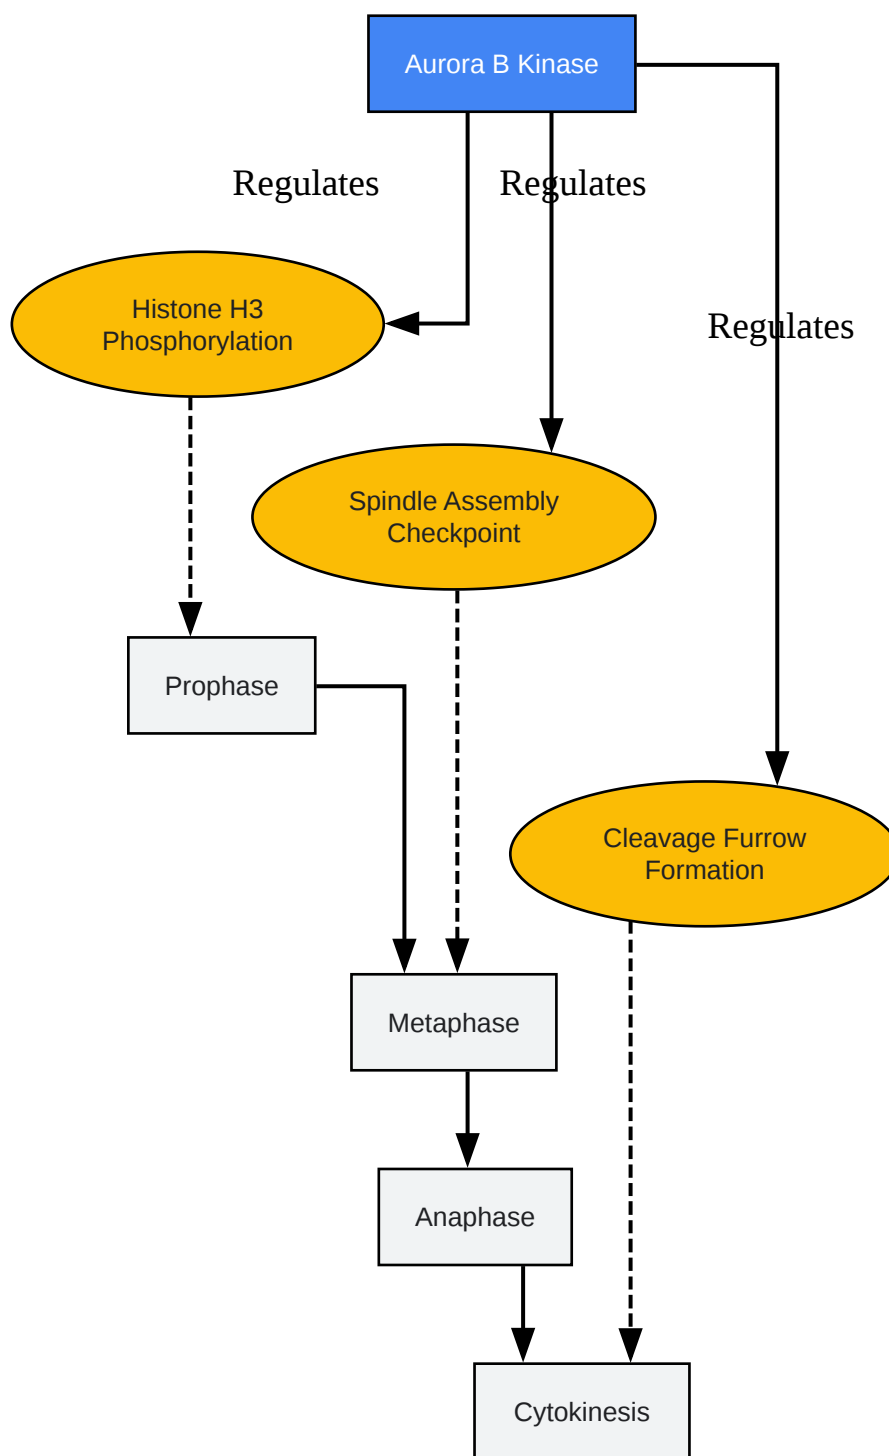 Aurora B Kinase
Regulates
Regulates
Histone H3
Phosphorylation
Regulates
Spindle Assembly
Checkpoint
Prophase
Cleavage Furrow
Formation
Metaphase
Anaphase
Cytokinesis